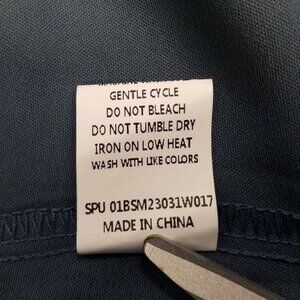 GENTLE CYCLE
DO NOT BLEACH
DO NOT TUMBLE DRY
IRON ON LOW HEAT
WASH WITH LIKE COLORS
SPU 01BSM23031W017
MADE IN CHINA